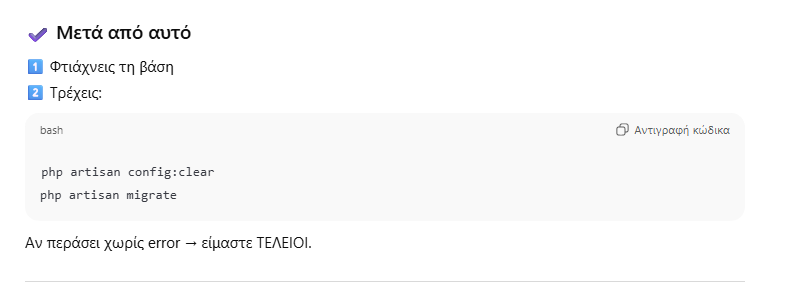 ✔ Μετά από αυτό
1 Φτιάχνεις τη βάση
2 Τρέχεις:
bash
Αντιγραφή κώδικα
php artisan config:clear
php artisan migrate
Αν περάσει χωρίς error → είμαστε ΤΕΛΕΙΟΙ.